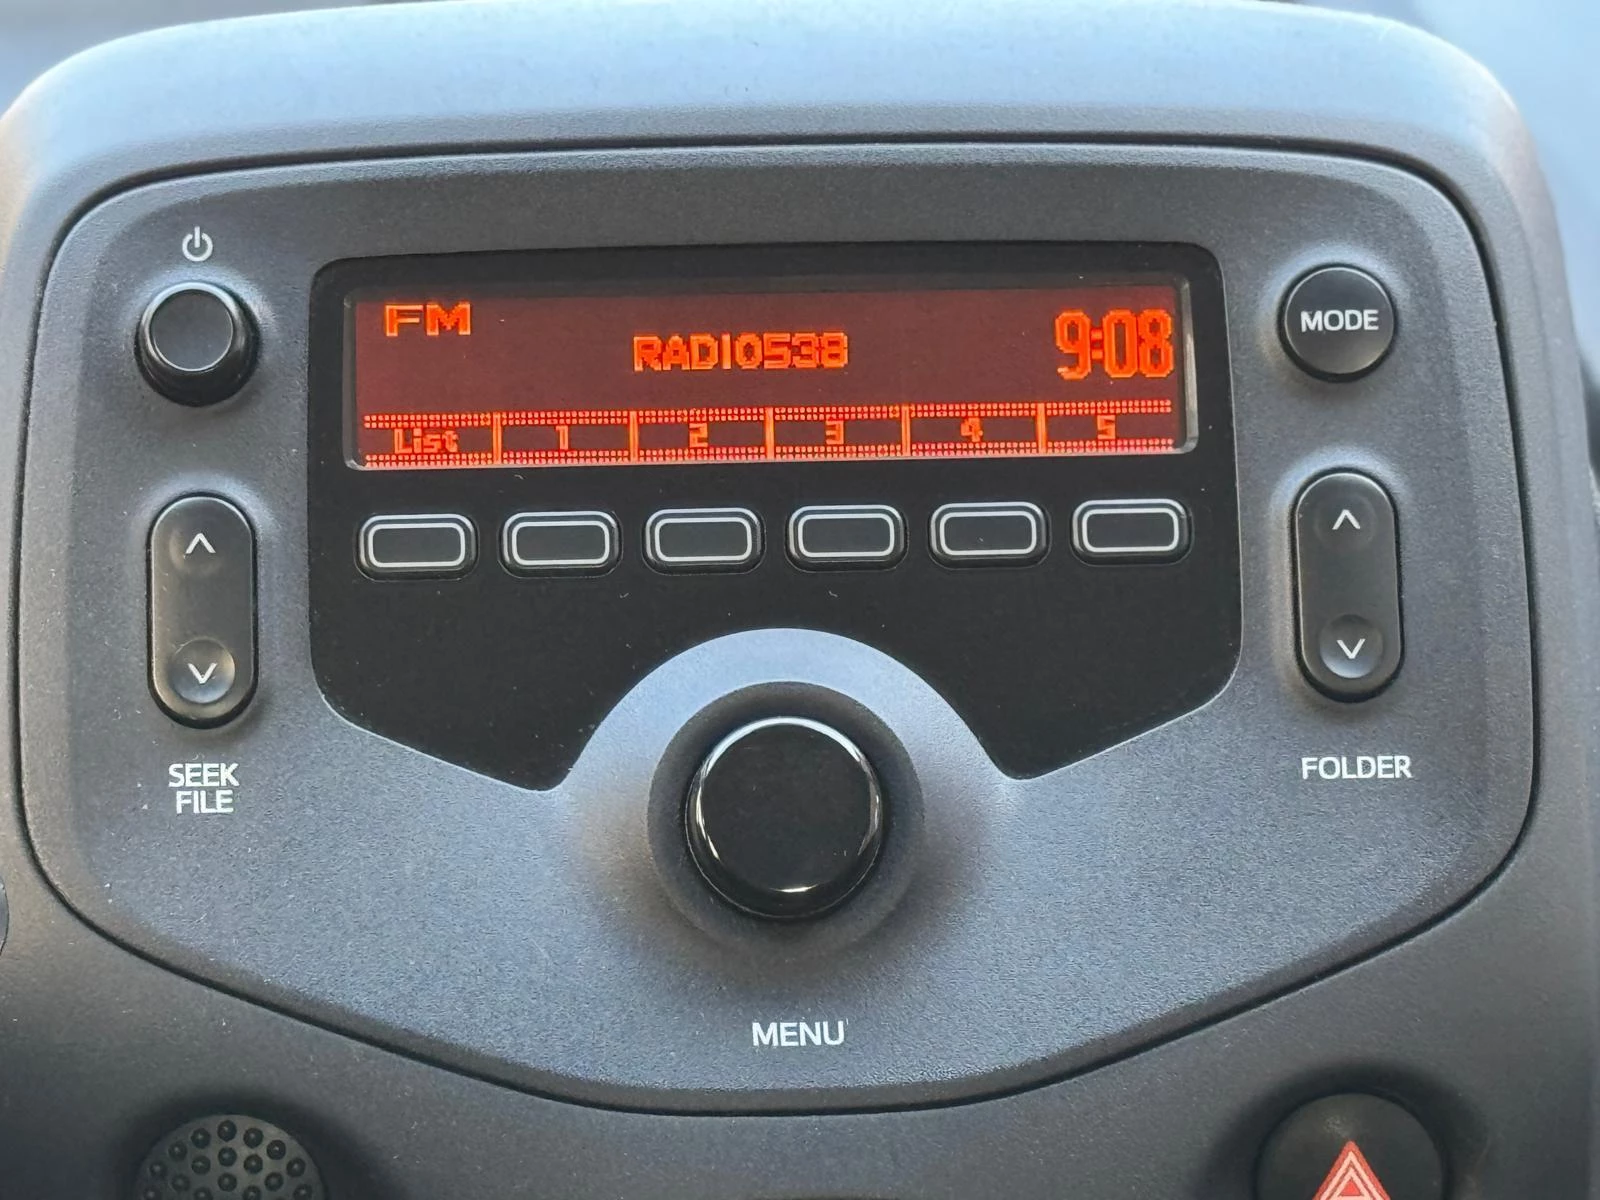 FM
RADIO538
9:08
List 1 2 3 4 5
MODE
SEEK
FILE
FOLDER
MENU